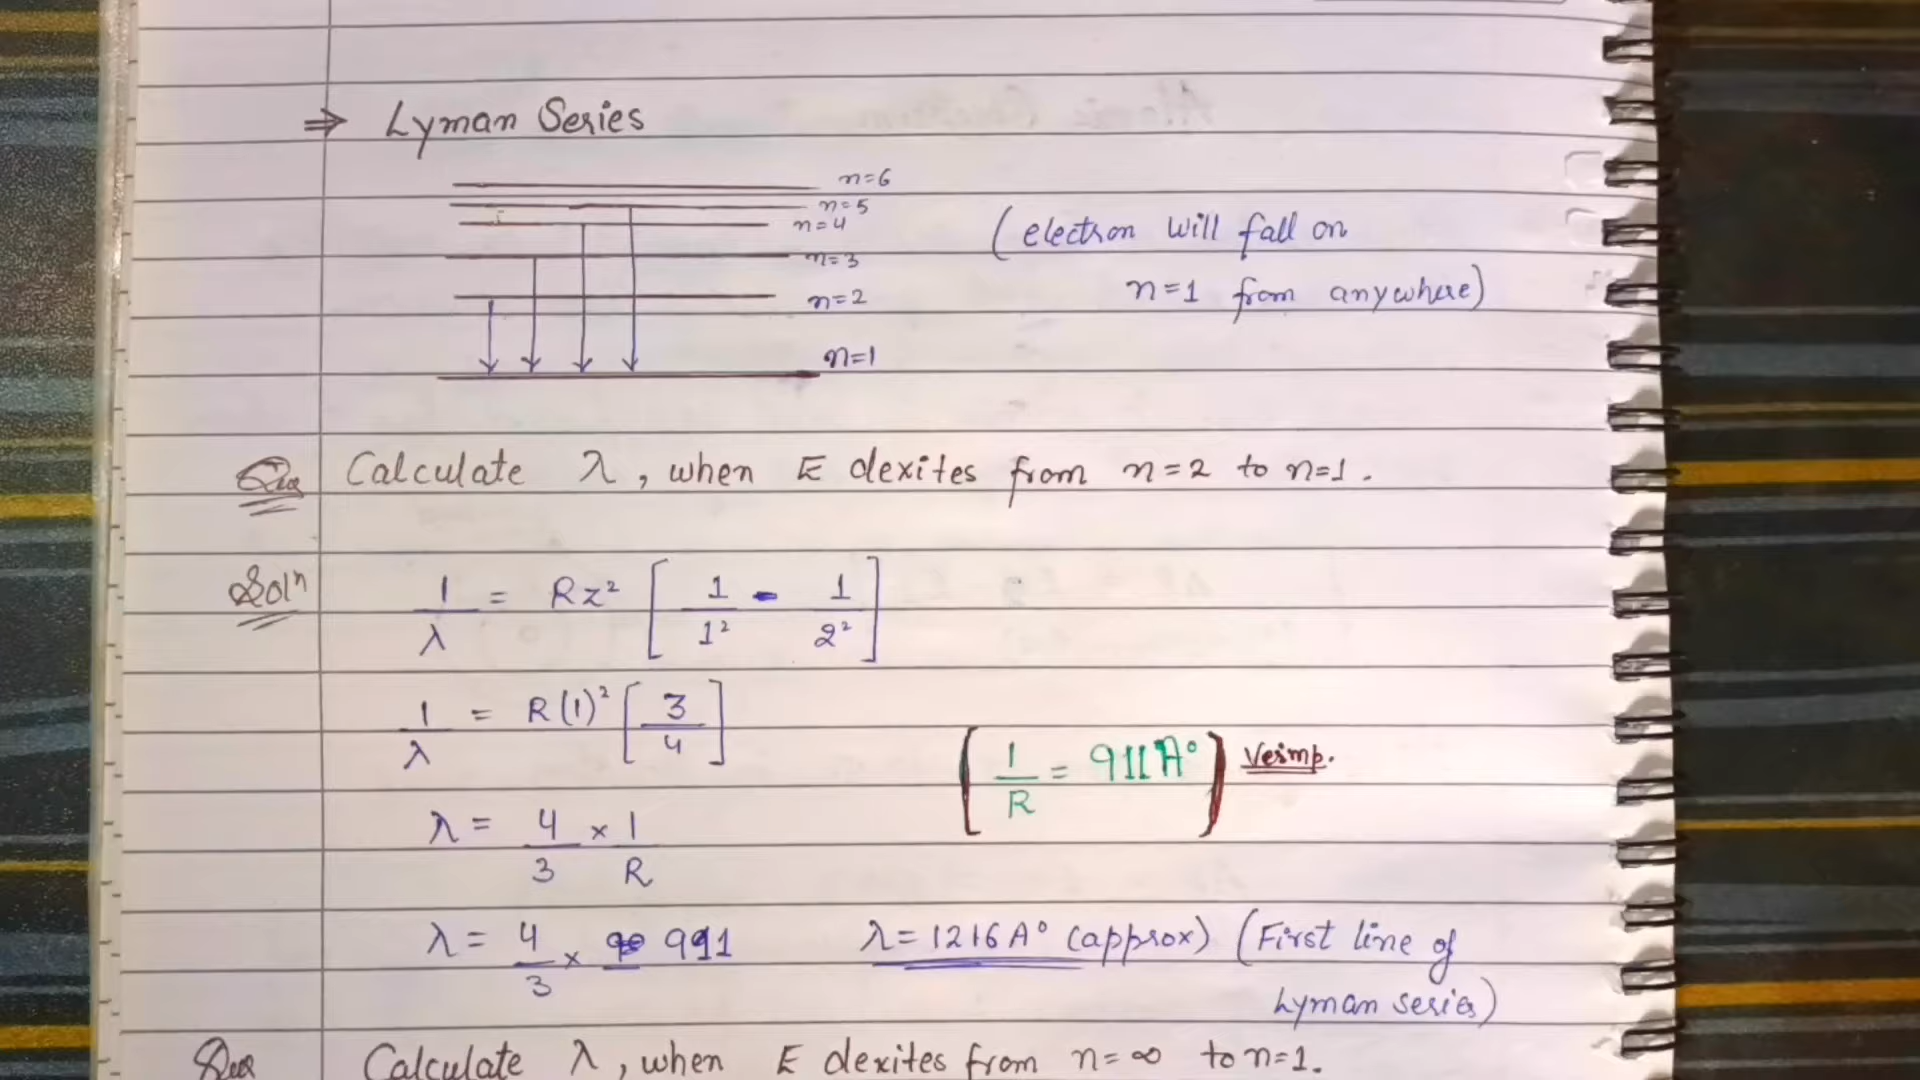 ⇒ Lyman Series
n=6
n=5
n=4
n=3
n=2
n=1
(electron will fall on
n=1 from anywhere)
Que Calculate λ, when E dexites from n=2 to n=1.
Solⁿ 1/λ = Rz² [1/1² - 1/2²]
1/λ = R(1)² [3/4]
[1/R = 911A°] Verimp.
λ = 4/3 × 1/R
λ = 4/3 × 991 λ=1216A° (approx) (First line of
Lyman series)
Que Calculate λ, when E dexites from n=∞ to n=1.